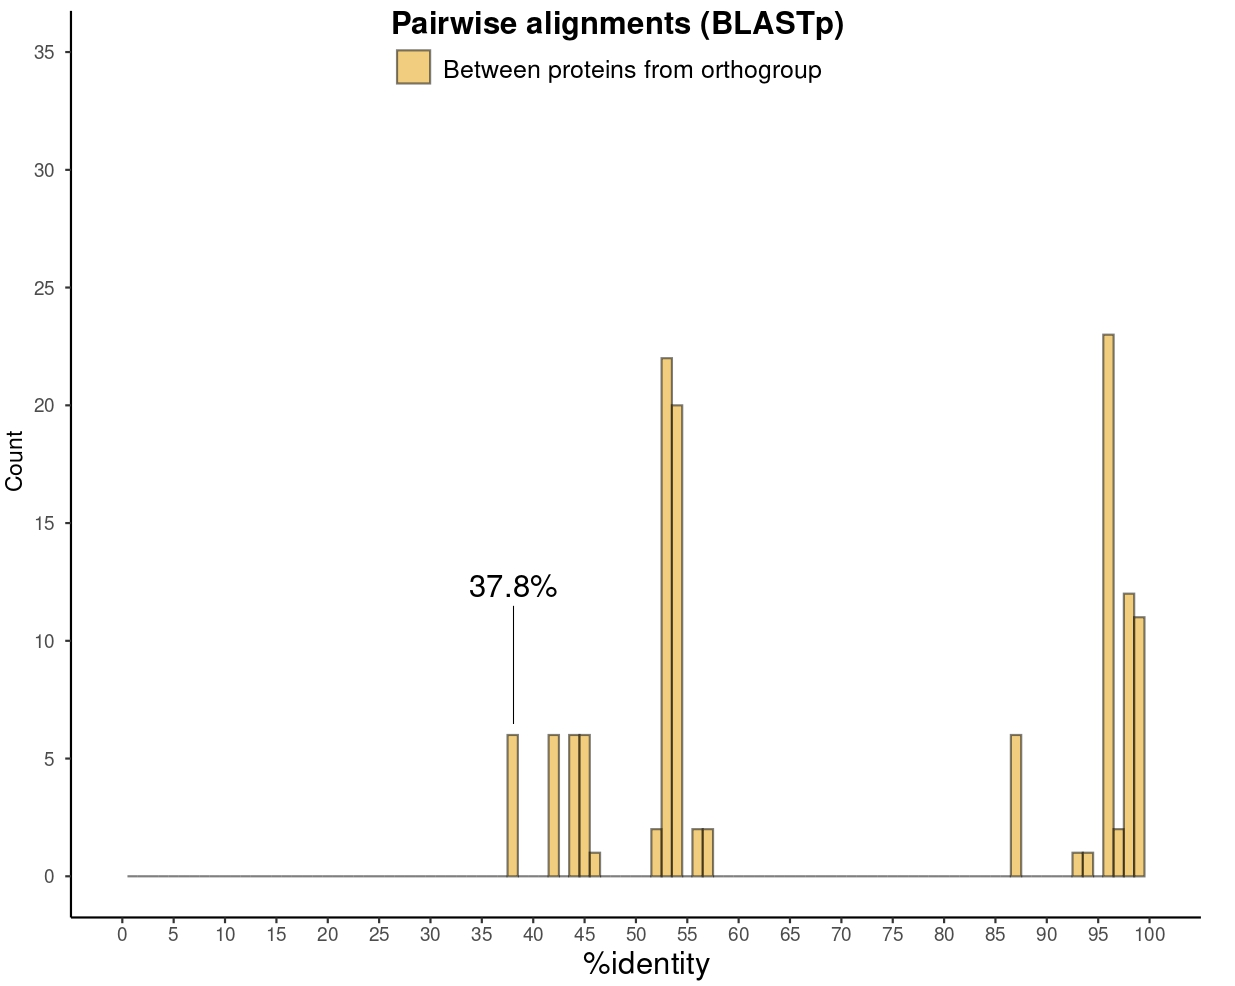 Pairwise alignments (BLASTp)
Between proteins from orthogroup
35
30
25
20
15
10
5
0
Count
37.8%
0 5 10 15 20 25 30 35 40 45 50 55 60 65 70 75 80 85 90 95 100
%identity